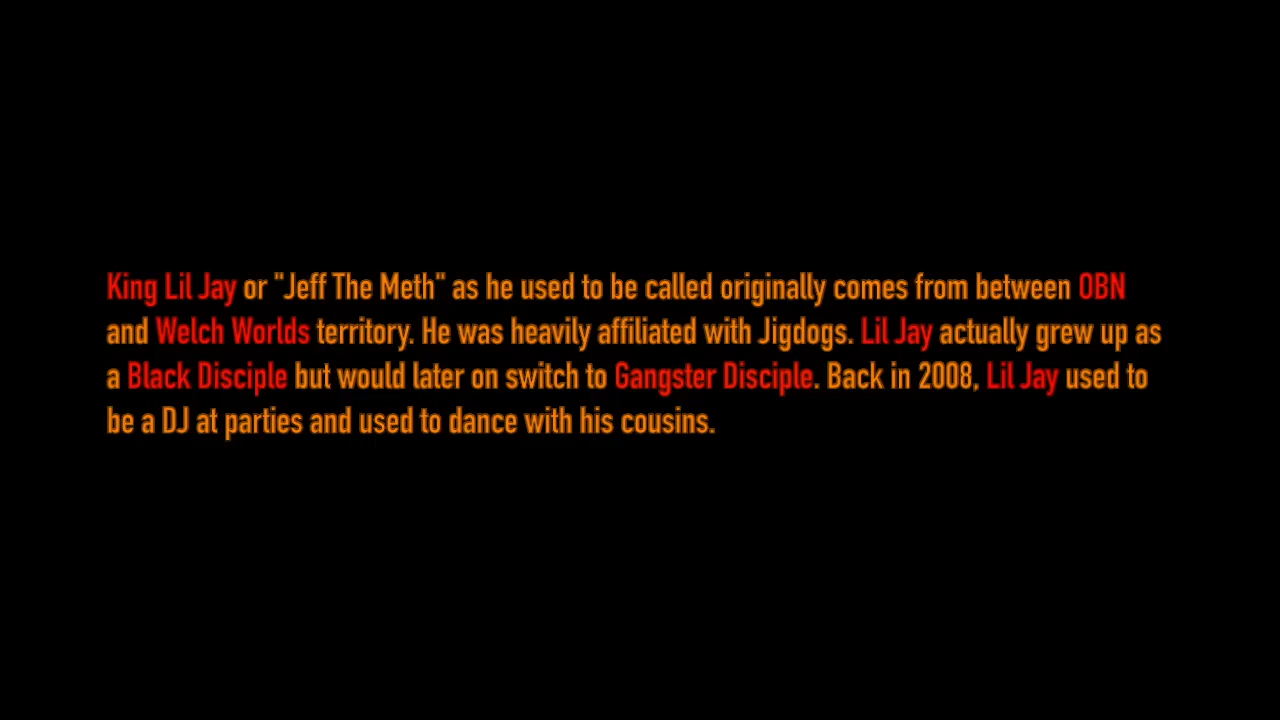 King Lil Jay or "Jeff The Meth" as he used to be called originally comes from between OBN
and Welch Worlds territory. He was heavily affiliated with Jigdogs. Lil Jay actually grew up as
a Black Disciple but would later on switch to Gangster Disciple. Back in 2008, Lil Jay used to
be a DJ at parties and used to dance with his cousins.